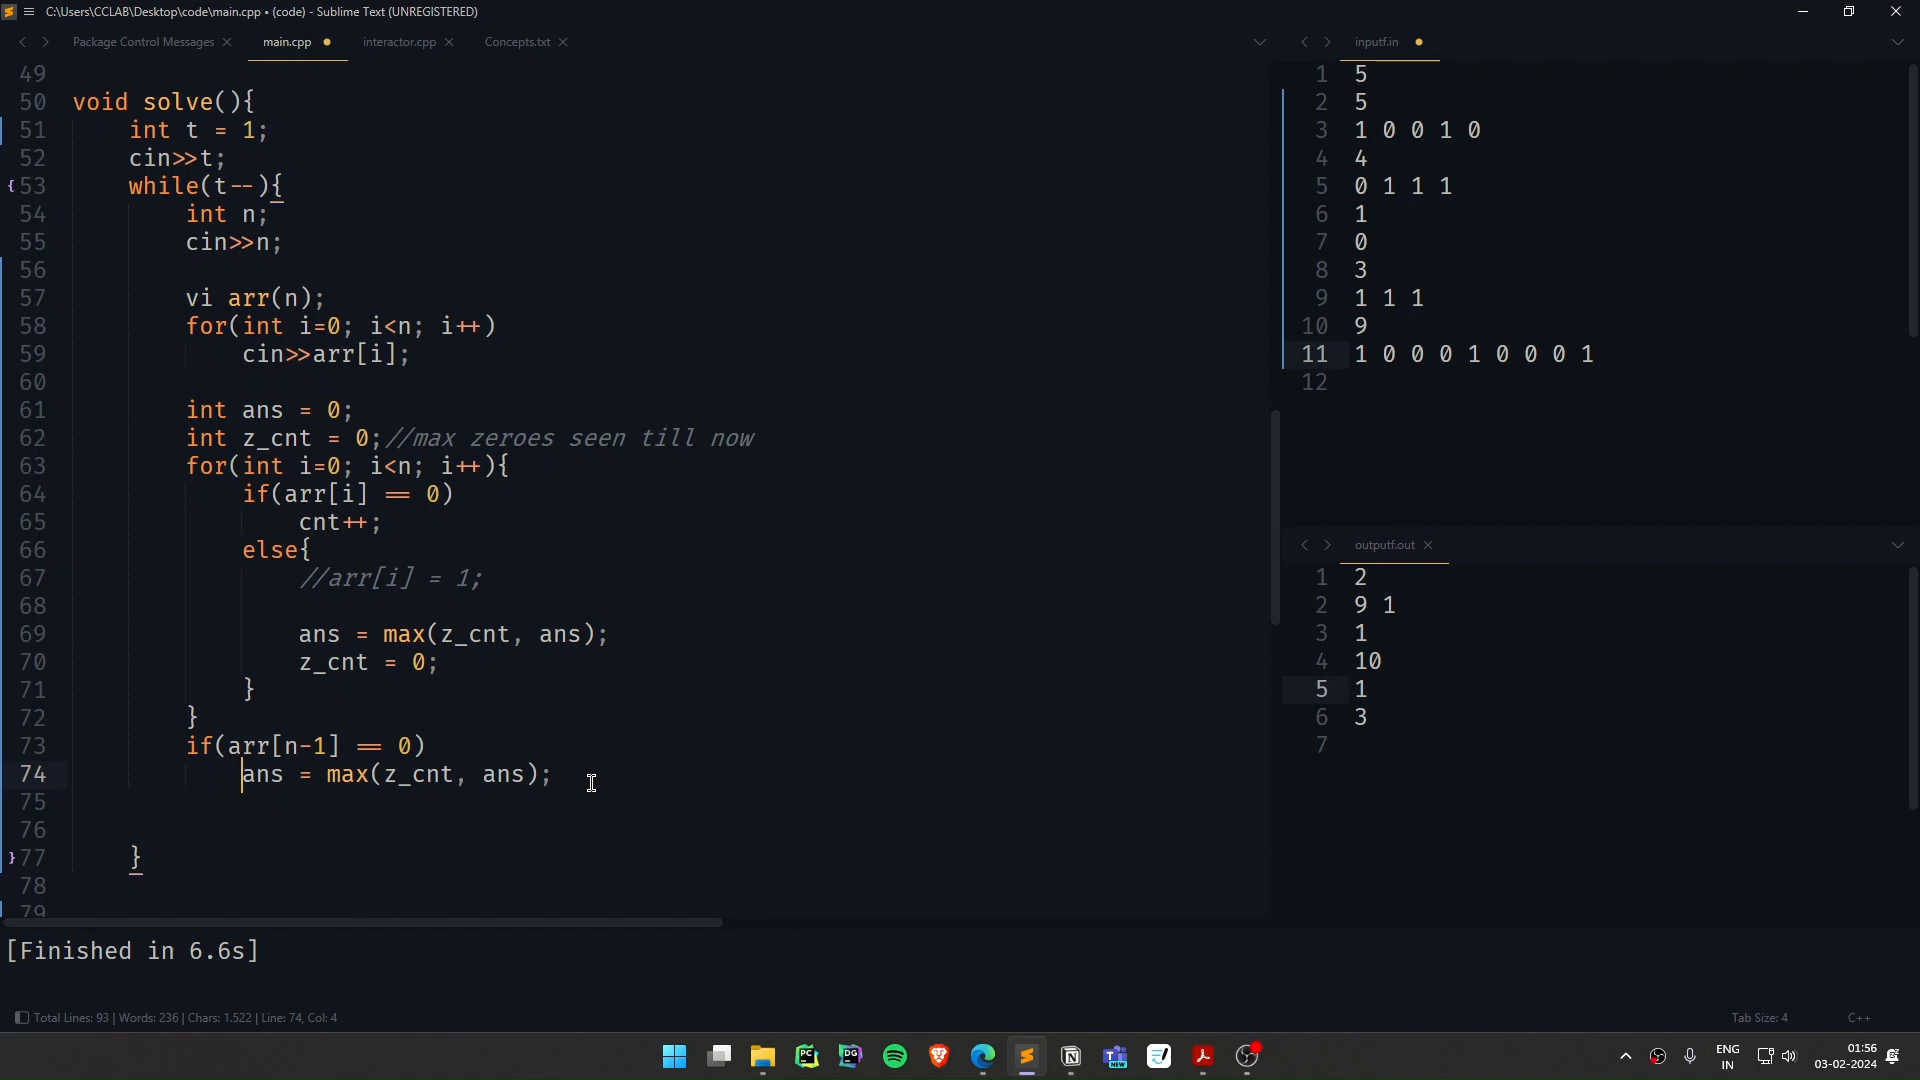 C:\Users\CCLAB\Desktop\code\main.cpp • (code) - Sublime Text (UNREGISTERED)
Package Control Messages
main.cpp
interactor.cpp
Concepts.txt
49
50 void solve(){
51 int t = 1;
52 cin>>t;
53 while(t--){
54 int n;
55 cin>>n;
56
57 vi arr(n);
58 for(int i=0; i<n; i++)
59 cin>>arr[i];
60
61 int ans = 0;
62 int z_cnt = 0;//max zeroes seen till now
63 for(int i=0; i<n; i++){
64 if(arr[i] == 0)
65 cnt++;
66 else{
67 //arr[i] = 1;
68
69 ans = max(z_cnt, ans);
70 z_cnt = 0;
71 }
72 }
73 if(arr[n-1] == 0)
74 ans = max(z_cnt, ans);
75
76
77 }
78
79
inputf.in
1 5
2 5
3 1 0 0 1 0
4 4
5 0 1 1 1
6 1
7 0
8 3
9 1 1 1
10 9
11 1 0 0 0 1 0 0 0 1
12
outputf.out
1 2
2 9 1
3 1
4 10
5 1
6 3
7
[Finished in 6.6s]
Total Lines: 93 | Words: 236 | Chars: 1.522 | Line: 74, Col: 4
Tab Size: 4
C++
PC
DG
NEW
ENG
IN
01:56
03-02-2024